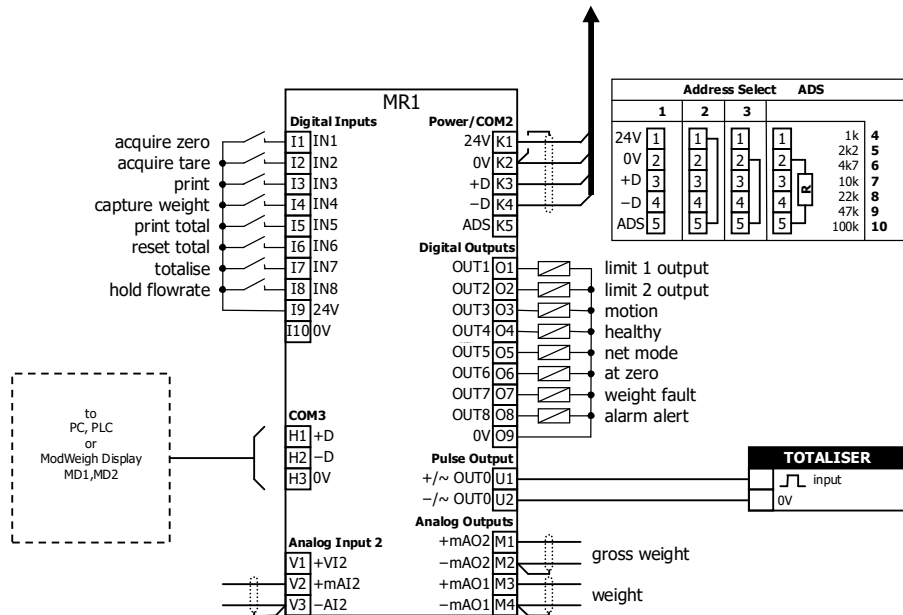 MR1
Digital Inputs
acquire zero I1 IN1
acquire tare I2 IN2
print I3 IN3
capture weight I4 IN4
print total I5 IN5
reset total I6 IN6
totalise I7 IN7
hold flowrate I8 IN8
I9 24V
I10 0V
to
PC, PLC
or
ModWeigh Display
MD1,MD2
COM3
H1 +D
H2 −D
H3 0V
Analog Input 2
V1 +VI2
V2 +mAI2
V3 −AI2
Power/COM2
24V K1
0V K2
+D K3
−D K4
ADS K5
Digital Outputs
OUT1 O1 limit 1 output
OUT2 O2 limit 2 output
OUT3 O3 motion
OUT4 O4 healthy
OUT5 O5 net mode
OUT6 O6 at zero
OUT7 O7 weight fault
OUT8 O8 alarm alert
0V O9
Pulse Output
+/~ OUT0 U1
−/~ OUT0 U2
Analog Outputs
+mAO2 M1
−mAO2 M2
gross weight
+mAO1 M3
−mAO1 M4
weight
Address Select ADS
1 2 3
24V 1 1 1 1 1k 4
0V 2 2 2 2 2k2 5
4k7 6
+D 3 3 3 3 R 10k 7
−D 4 4 4 4 22k 8
47k 9
ADS 5 5 5 5 100k 10
TOTALISER
input
0V